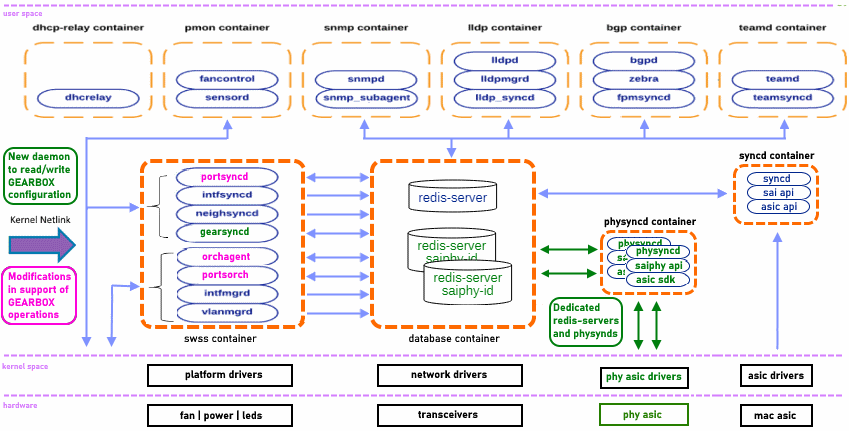 user space
dhcp-relay container
pmon container
snmp container
lldp container
bgp container
teamd container
dhcrelay
fancontrol
sensord
snmpd
snmp_subagent
lldpd
lldpmgrd
lldp_syncd
bgpd
zebra
fpmsyncd
teamd
teamsyncd
New daemon
to read/write
GEARBOX
configuration
Kernel Netlink
Modifications
in support of
GEARBOX
operations
portsyncd
intfsyncd
neighsyncd
gearsyncd
orchagent
portsorch
intfmgrd
vlanmgrd
swss container
redis-server
redis-server
saiphy-id
redis-server
saiphy-id
database container
syncd container
syncd
sai api
asic api
physyncd container
physyncd
physyncd
saiphy api
asic sdk
Dedicated
redis-servers
and physynds
kernel space
platform drivers
network drivers
phy asic drivers
asic drivers
hardware
fan | power | leds
transceivers
phy asic
mac asic